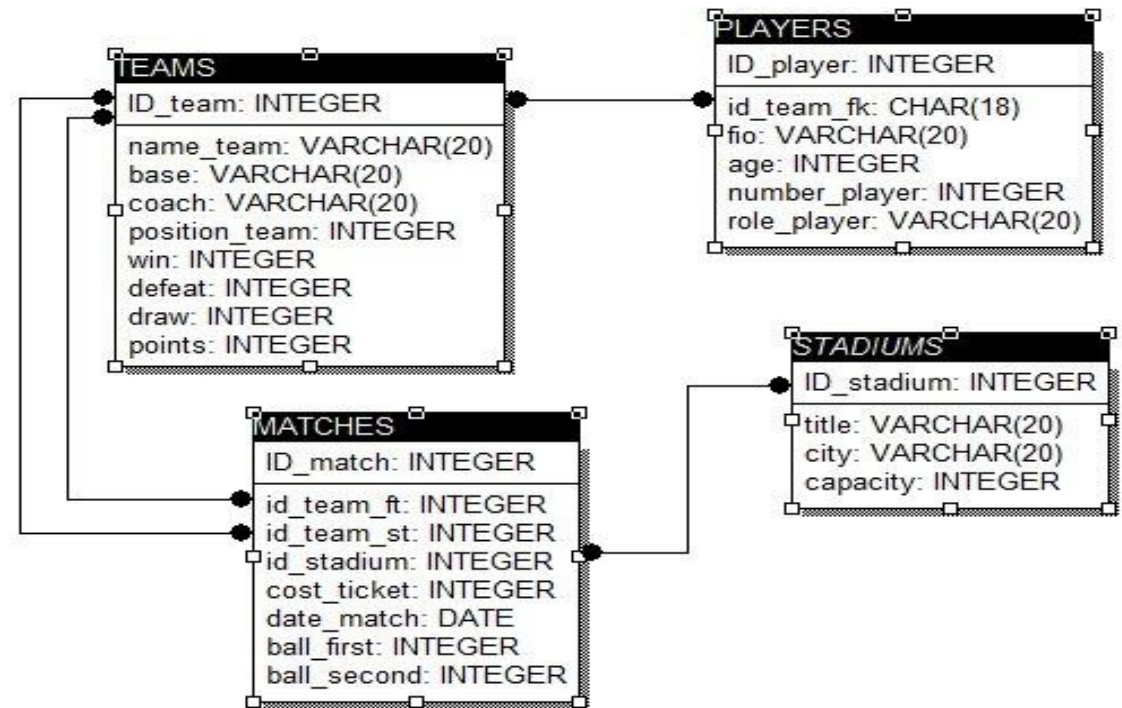 TEAMS
ID_team: INTEGER
name_team: VARCHAR(20)
base: VARCHAR(20)
coach: VARCHAR(20)
position_team: INTEGER
win: INTEGER
defeat: INTEGER
draw: INTEGER
points: INTEGER
PLAYERS
ID_player: INTEGER
id_team_fk: CHAR(18)
fio: VARCHAR(20)
age: INTEGER
number_player: INTEGER
role_player: VARCHAR(20)
STADIUMS
ID_stadium: INTEGER
title: VARCHAR(20)
city: VARCHAR(20)
capacity: INTEGER
MATCHES
ID_match: INTEGER
id_team_ft: INTEGER
id_team_st: INTEGER
id_stadium: INTEGER
cost_ticket: INTEGER
date_match: DATE
ball_first: INTEGER
ball_second: INTEGER